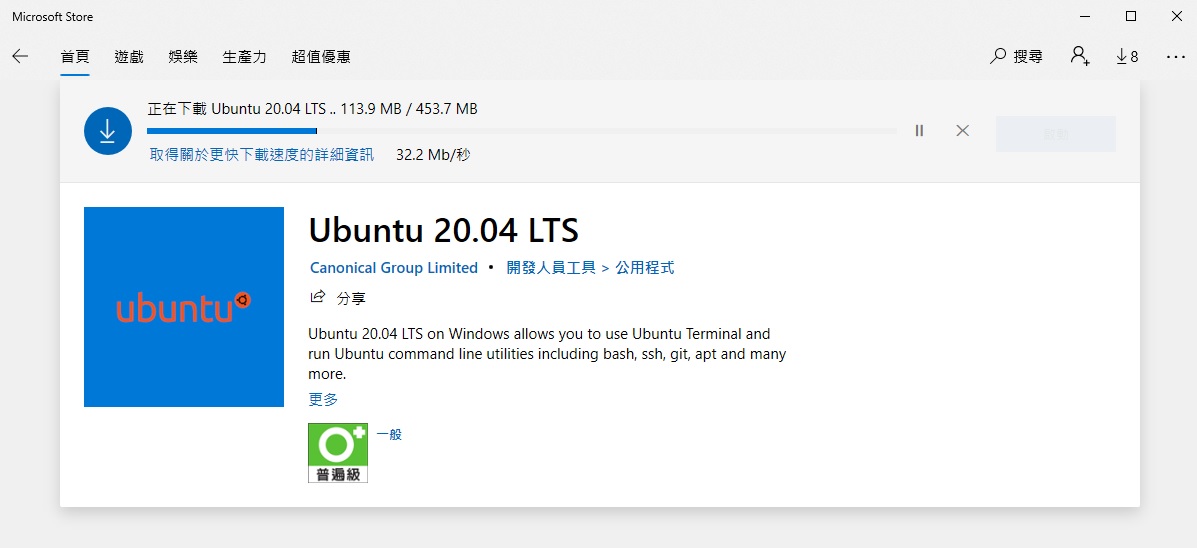 Microsoft Store
首頁 遊戲 娛樂 生產力 超值優惠 搜尋 8
正在下載 Ubuntu 20.04 LTS .. 113.9 MB / 453.7 MB
取得關於更快下載速度的詳細資訊 32.2 Mb/秒
ubuntu
Ubuntu 20.04 LTS
Canonical Group Limited • 開發人員工具 > 公用程式
分享
Ubuntu 20.04 LTS on Windows allows you to use Ubuntu Terminal and
run Ubuntu command line utilities including bash, ssh, git, apt and many
more.
更多
一般
普遍級